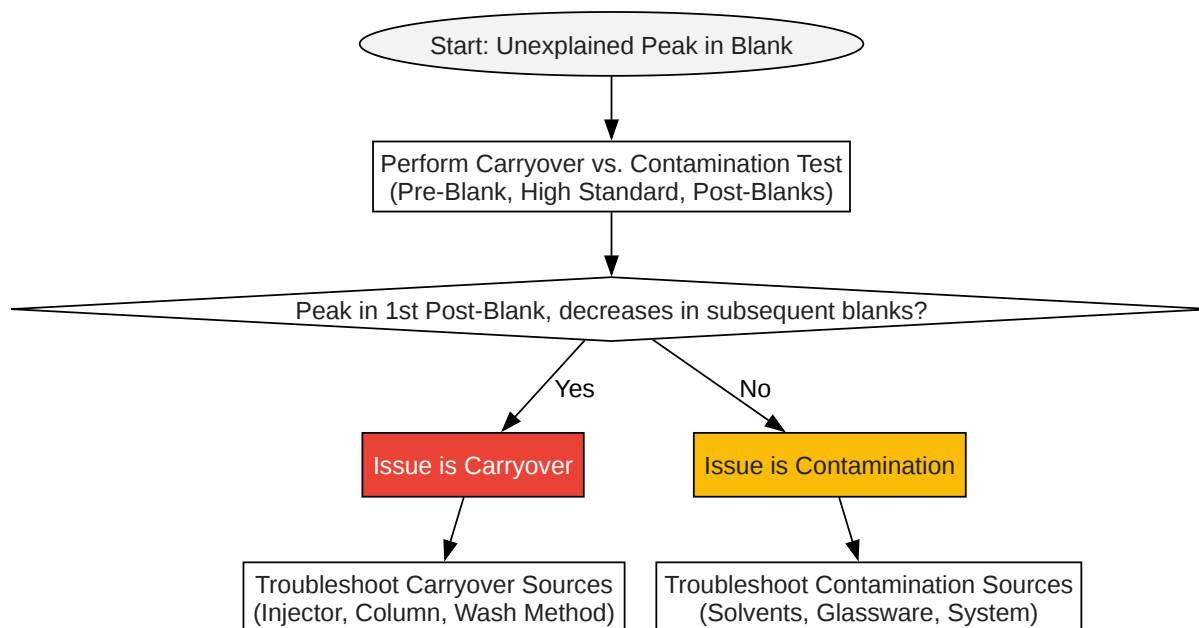 Start: Unexplained Peak in Blank
Perform Carryover vs. Contamination Test
(Pre-Blank, High Standard, Post-Blanks)
Peak in 1st Post-Blank, decreases in subsequent blanks?
Yes
No
Issue is Carryover
Issue is Contamination
Troubleshoot Carryover Sources
(Injector, Column, Wash Method)
Troubleshoot Contamination Sources
(Solvents, Glassware, System)